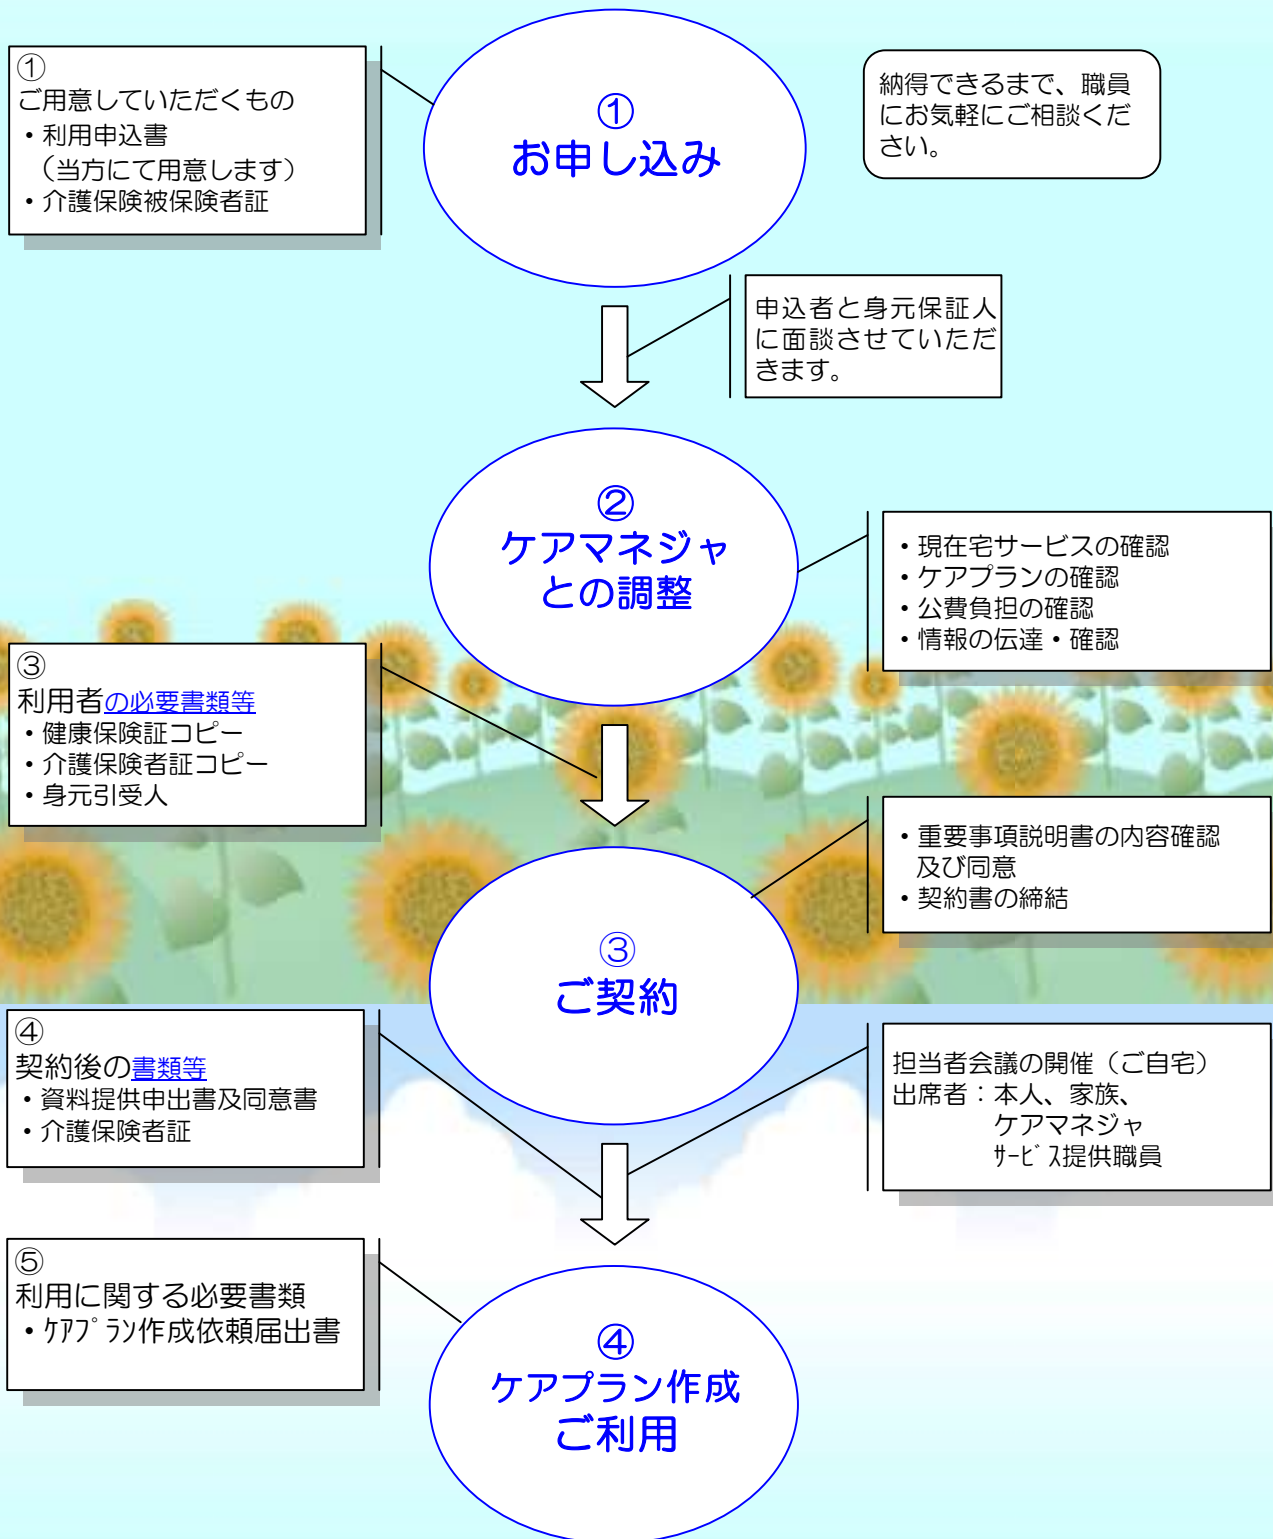 ①
ご用意していただくもの
・利用申込書
（当方にて用意します）
・介護保険被保険者証
①
お申し込み
納得できるまで、職員
にお気軽にご相談くだ
さい。
申込者と身元保証人
に面談させていただ
きます。
②
ケアマネジャ
との調整
・現在宅サービスの確認
・ケアプランの確認
・公費負担の確認
・情報の伝達・確認
③
利用者の必要書類等
・健康保険証コピー
・介護保険者証コピー
・身元引受人
・重要事項説明書の内容確認
及び同意
・契約書の締結
③
ご契約
④
契約後の書類等
・資料提供申出書及同意書
・介護保険者証
担当者会議の開催（ご自宅）
出席者：本人、家族、
ケアマネジャ
ｻｰﾋﾞｽ提供職員
⑤
利用に関する必要書類
・ｹｱﾌﾟﾗﾝ作成依頼届出書
④
ケアプラン作成
ご利用